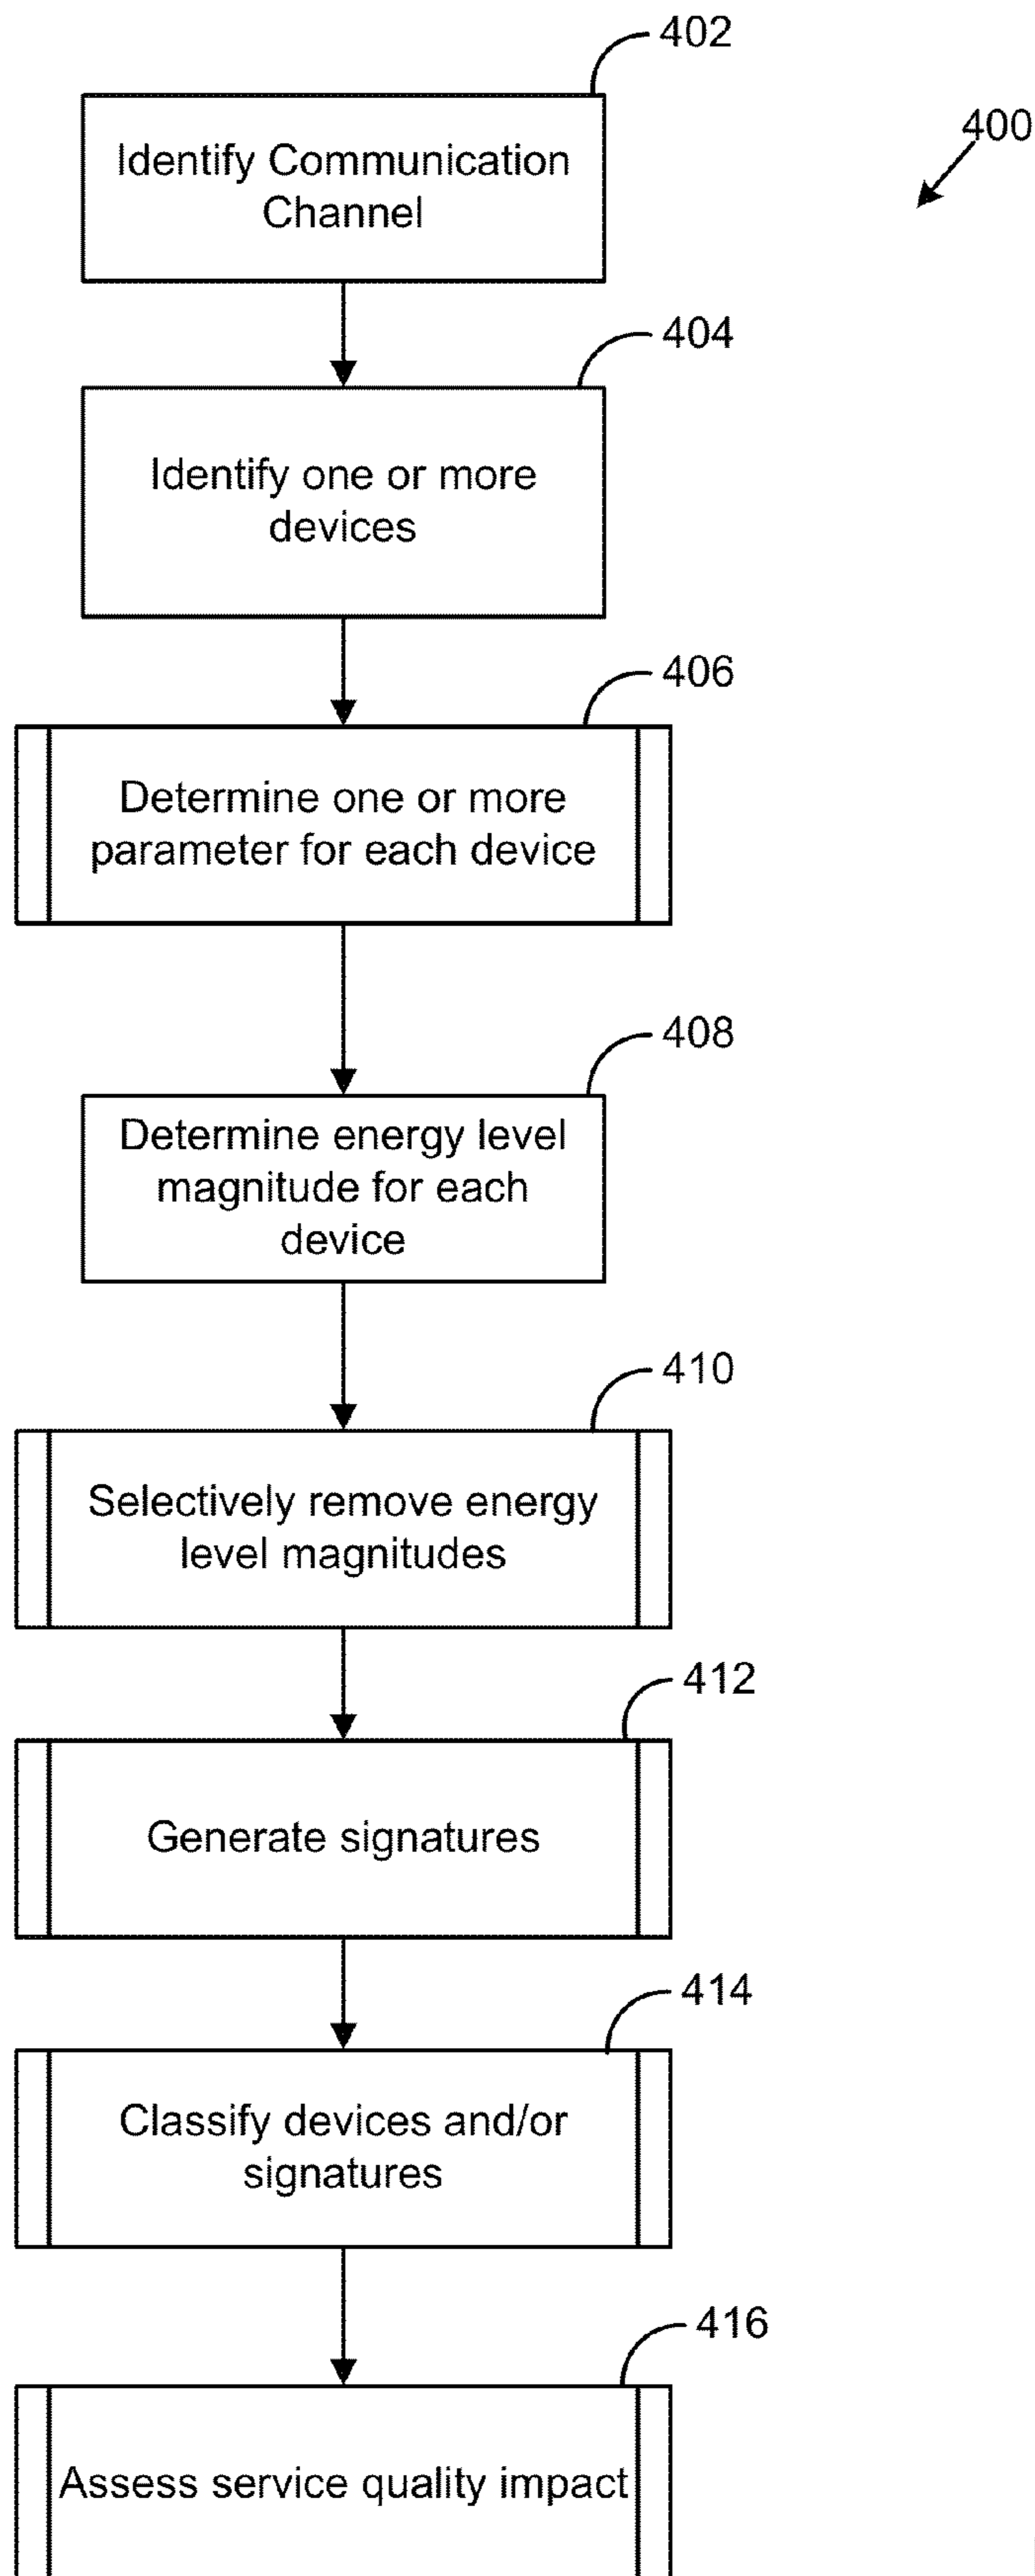 402
400
Identify Communication
Channel
404
Identify one or more
devices
406
Determine one or more
parameter for each device
408
Determine energy level
magnitude for each
device
410
Selectively remove energy
level magnitudes
412
Generate signatures
414
Classify devices and/or
signatures
416
Assess service quality impact